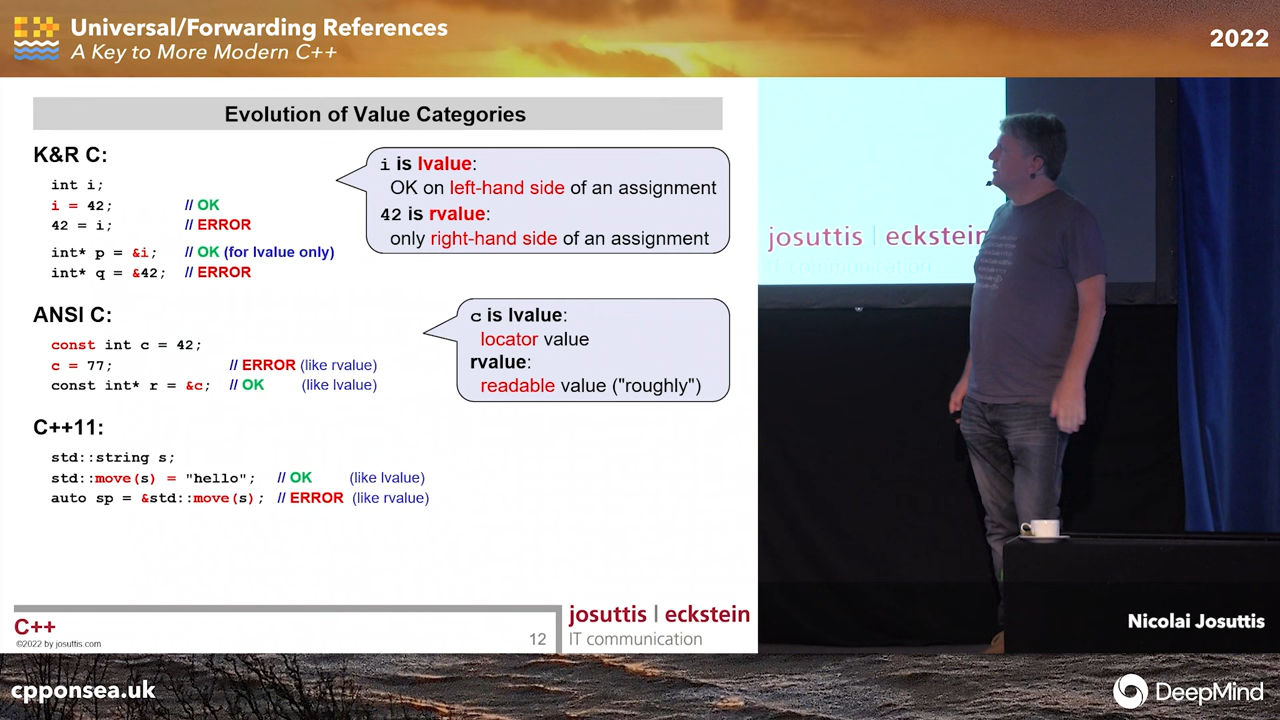 Universal/Forwarding References
A Key to More Modern C++
2022
Evolution of Value Categories
K&R C:
int i;
i = 42; // OK
42 = i; // ERROR
int* p = &i; // OK (for lvalue only)
int* q = &42; // ERROR
i is lvalue:
OK on left-hand side of an assignment
42 is rvalue:
only right-hand side of an assignment
ANSI C:
const int c = 42;
c = 77; // ERROR (like rvalue)
const int* r = &c; // OK (like lvalue)
c is lvalue:
locator value
rvalue:
readable value ("roughly")
C++11:
std::string s;
std::move(s) = "hello"; // OK (like lvalue)
auto sp = &std::move(s); // ERROR (like rvalue)
C++
©2022 by josuttis.com
12
josuttis | eckstein
IT communication
josuttis | eckstein
IT communication
Nicolai Josuttis
cpponsea.uk
DeepMind